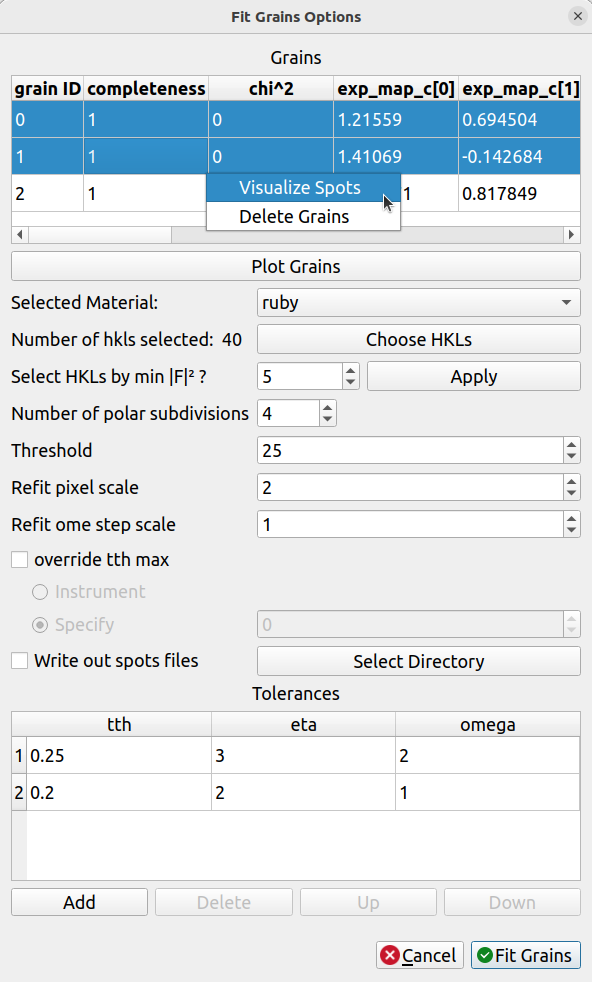 Fit Grains Options
Grains
grain ID completeness chi^2 exp_map_c[0] exp_map_c[1]
0 1 0 1.21559 0.694504
1 1 0 1.41069 -0.142684
2 1 1 0.817849
Visualize Spots
Delete Grains
Plot Grains
Selected Material: ruby
Number of hkls selected: 40 Choose HKLs
Select HKLs by min |F|² ? 5 Apply
Number of polar subdivisions 4
Threshold 25
Refit pixel scale 2
Refit ome step scale 1
override tth max
Instrument
Specify 0
Write out spots files Select Directory
Tolerances
tth eta omega
1 0.25 3 2
2 0.2 2 1
Add Delete Up Down
Cancel Fit Grains